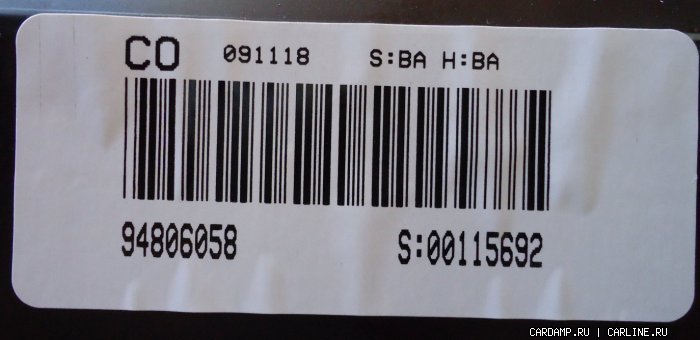 CO 091118 S:BA H:BA
94806058 S:00115692
CARDAMP.RU | CARLINE.RU